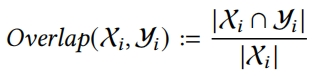 Overlap(𝒳ᵢ, 𝒴ᵢ) := |𝒳ᵢ ∩ 𝒴ᵢ| / |𝒳ᵢ|